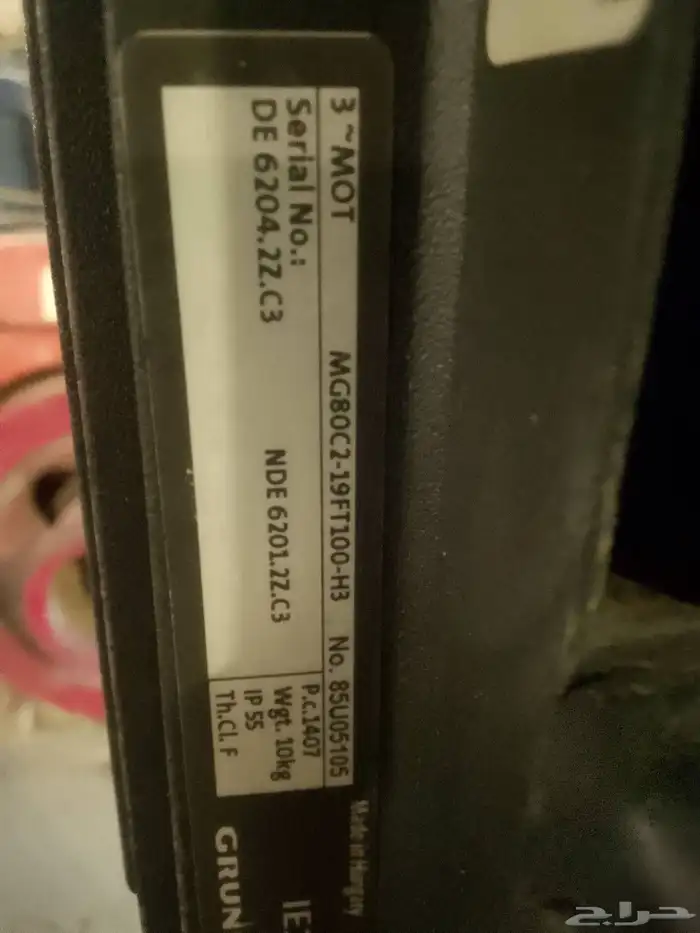 3 ~MOT MG80C2-19FT100-H3 No. 85U05105
Serial No.:
DE 6204.2Z.C3 NDE 6201.2Z.C3
P.c.1407
Wgt. 10kg
IP 55
Th.Cl. F
Made in Hungary
IE
GRUN
حراج